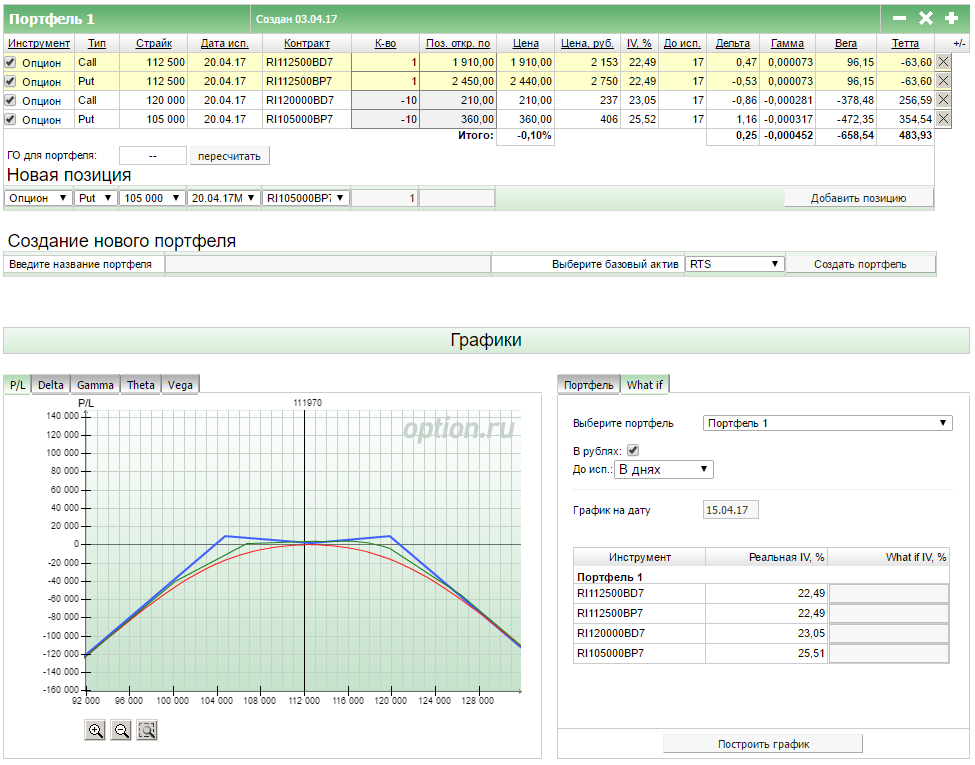 Портфель 1 Создан 03.04.17
Инструмент Тип Страйк Дата исп. Контракт К-во Поз. откр. по Цена Цена, руб. IV, % До исп. Дельта Гамма Вега Тетта +/-
Опцион Call 112 500 20.04.17 RI112500BD7 1 1 910,00 1 910,00 2 153 22,49 17 0,47 0,000073 96,15 -63,60
Опцион Put 112 500 20.04.17 RI112500BP7 1 2 450,00 2 440,00 2 750 22,49 17 -0,53 0,000073 96,15 -63,60
Опцион Call 120 000 20.04.17 RI120000BD7 -10 210,00 210,00 237 23,05 17 -0,86 -0,000281 -378,48 256,59
Опцион Put 105 000 20.04.17 RI105000BP7 -10 360,00 360,00 406 25,52 17 1,16 -0,000317 -472,35 354,54
Итого: -0,10% 0,25 -0,000452 -658,54 483,93
ГО для портфеля: -- пересчитать
Новая позиция
Опцион Put 105 000 20.04.17М RI105000BP7 1 Добавить позицию
Создание нового портфеля
Введите название портфеля Выберите базовый актив RTS Создать портфель
Графики
P/L Delta Gamma Theta Vega
P/L 111970
option.ru
140 000
120 000
100 000
80 000
60 000
40 000
20 000
0
-20 000
-40 000
-60 000
-80 000
-100 000
-120 000
-140 000
-160 000
92 000 96 000 100 000 104 000 108 000 112 000 116 000 120 000 124 000 128 000
Портфель What if
Выберите портфель Портфель 1
В рублях:
До исп.: В днях
График на дату 15.04.17
Инструмент Реальная IV, % What if IV, %
Портфель 1
RI112500BD7 22,49
RI112500BP7 22,49
RI120000BD7 23,05
RI105000BP7 25,51
Построить график